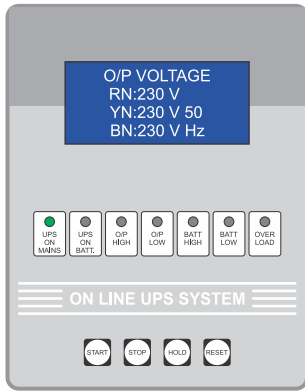 O/P VOLTAGE
RN:230 V
YN:230 V 50
BN:230 V Hz
UPS ON MAINS
UPS ON BATT.
O/P HIGH
O/P LOW
BATT HIGH
BATT LOW
OVER LOAD
ON LINE UPS SYSTEM
START
STOP
HOLD
RESET